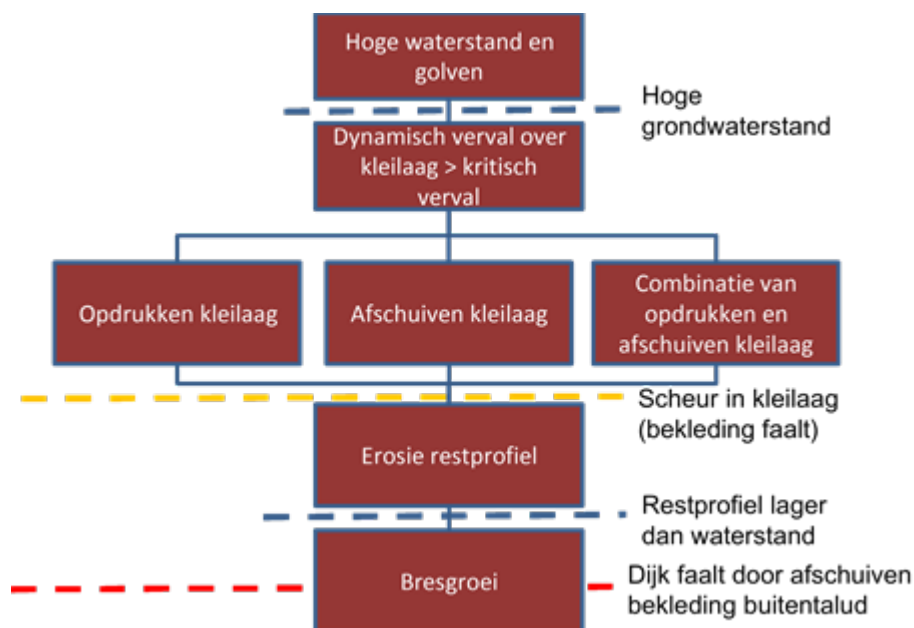 Hoge waterstand en
golven
Hoge
grondwaterstand
Dynamisch verval over
kleilaag > kritisch
verval
Opdrukken kleilaag
Afschuiven kleilaag
Combinatie van
opdrukken en
afschuiven kleilaag
Scheur in kleilaag
(bekleding faalt)
Erosie restprofiel
Restprofiel lager
dan waterstand
Bresgroei
Dijk faalt door afschuiven
bekleding buitentalud